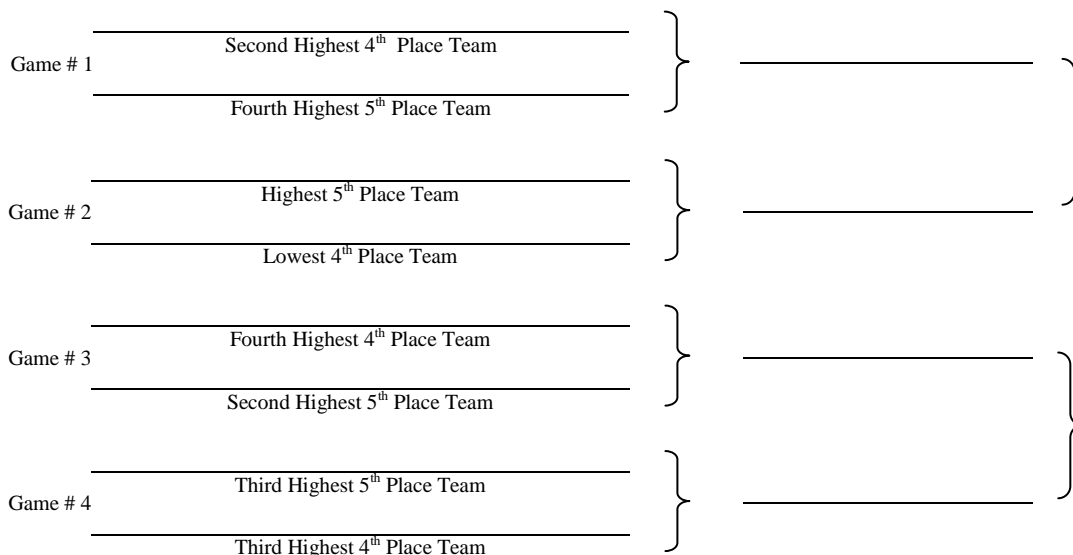 Second Highest 4th Place Team
Game # 1
Fourth Highest 5th Place Team
Highest 5th Place Team
Game # 2
Lowest 4th Place Team
Fourth Highest 4th Place Team
Game # 3
Second Highest 5th Place Team
Third Highest 5th Place Team
Game # 4
Third Highest 4th Place Team